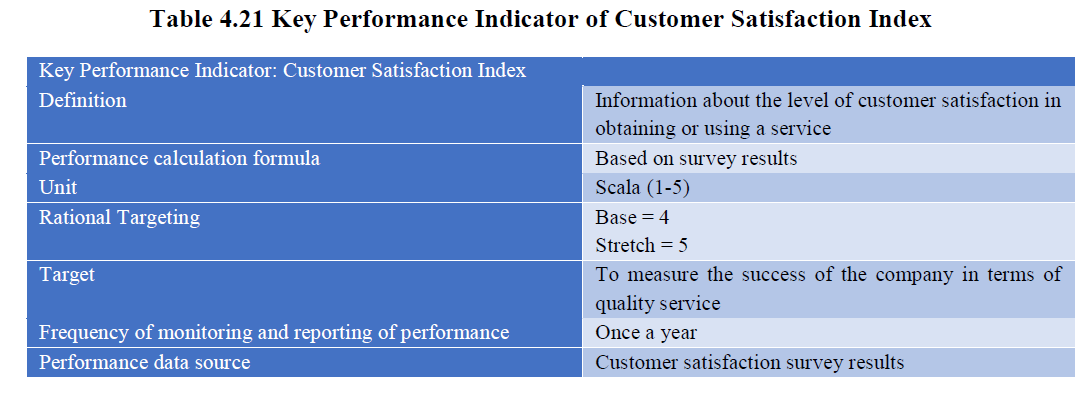 Table 4.21 Key Performance Indicator of Customer Satisfaction Index
Key Performance Indicator: Customer Satisfaction Index
Definition
Information about the level of customer satisfaction in
obtaining or using a service
Performance calculation formula
Based on survey results
Unit
Scala (1-5)
Rational Targeting
Base = 4
Stretch = 5
Target
To measure the success of the company in terms of
quality service
Frequency of monitoring and reporting of performance
Once a year
Performance data source
Customer satisfaction survey results